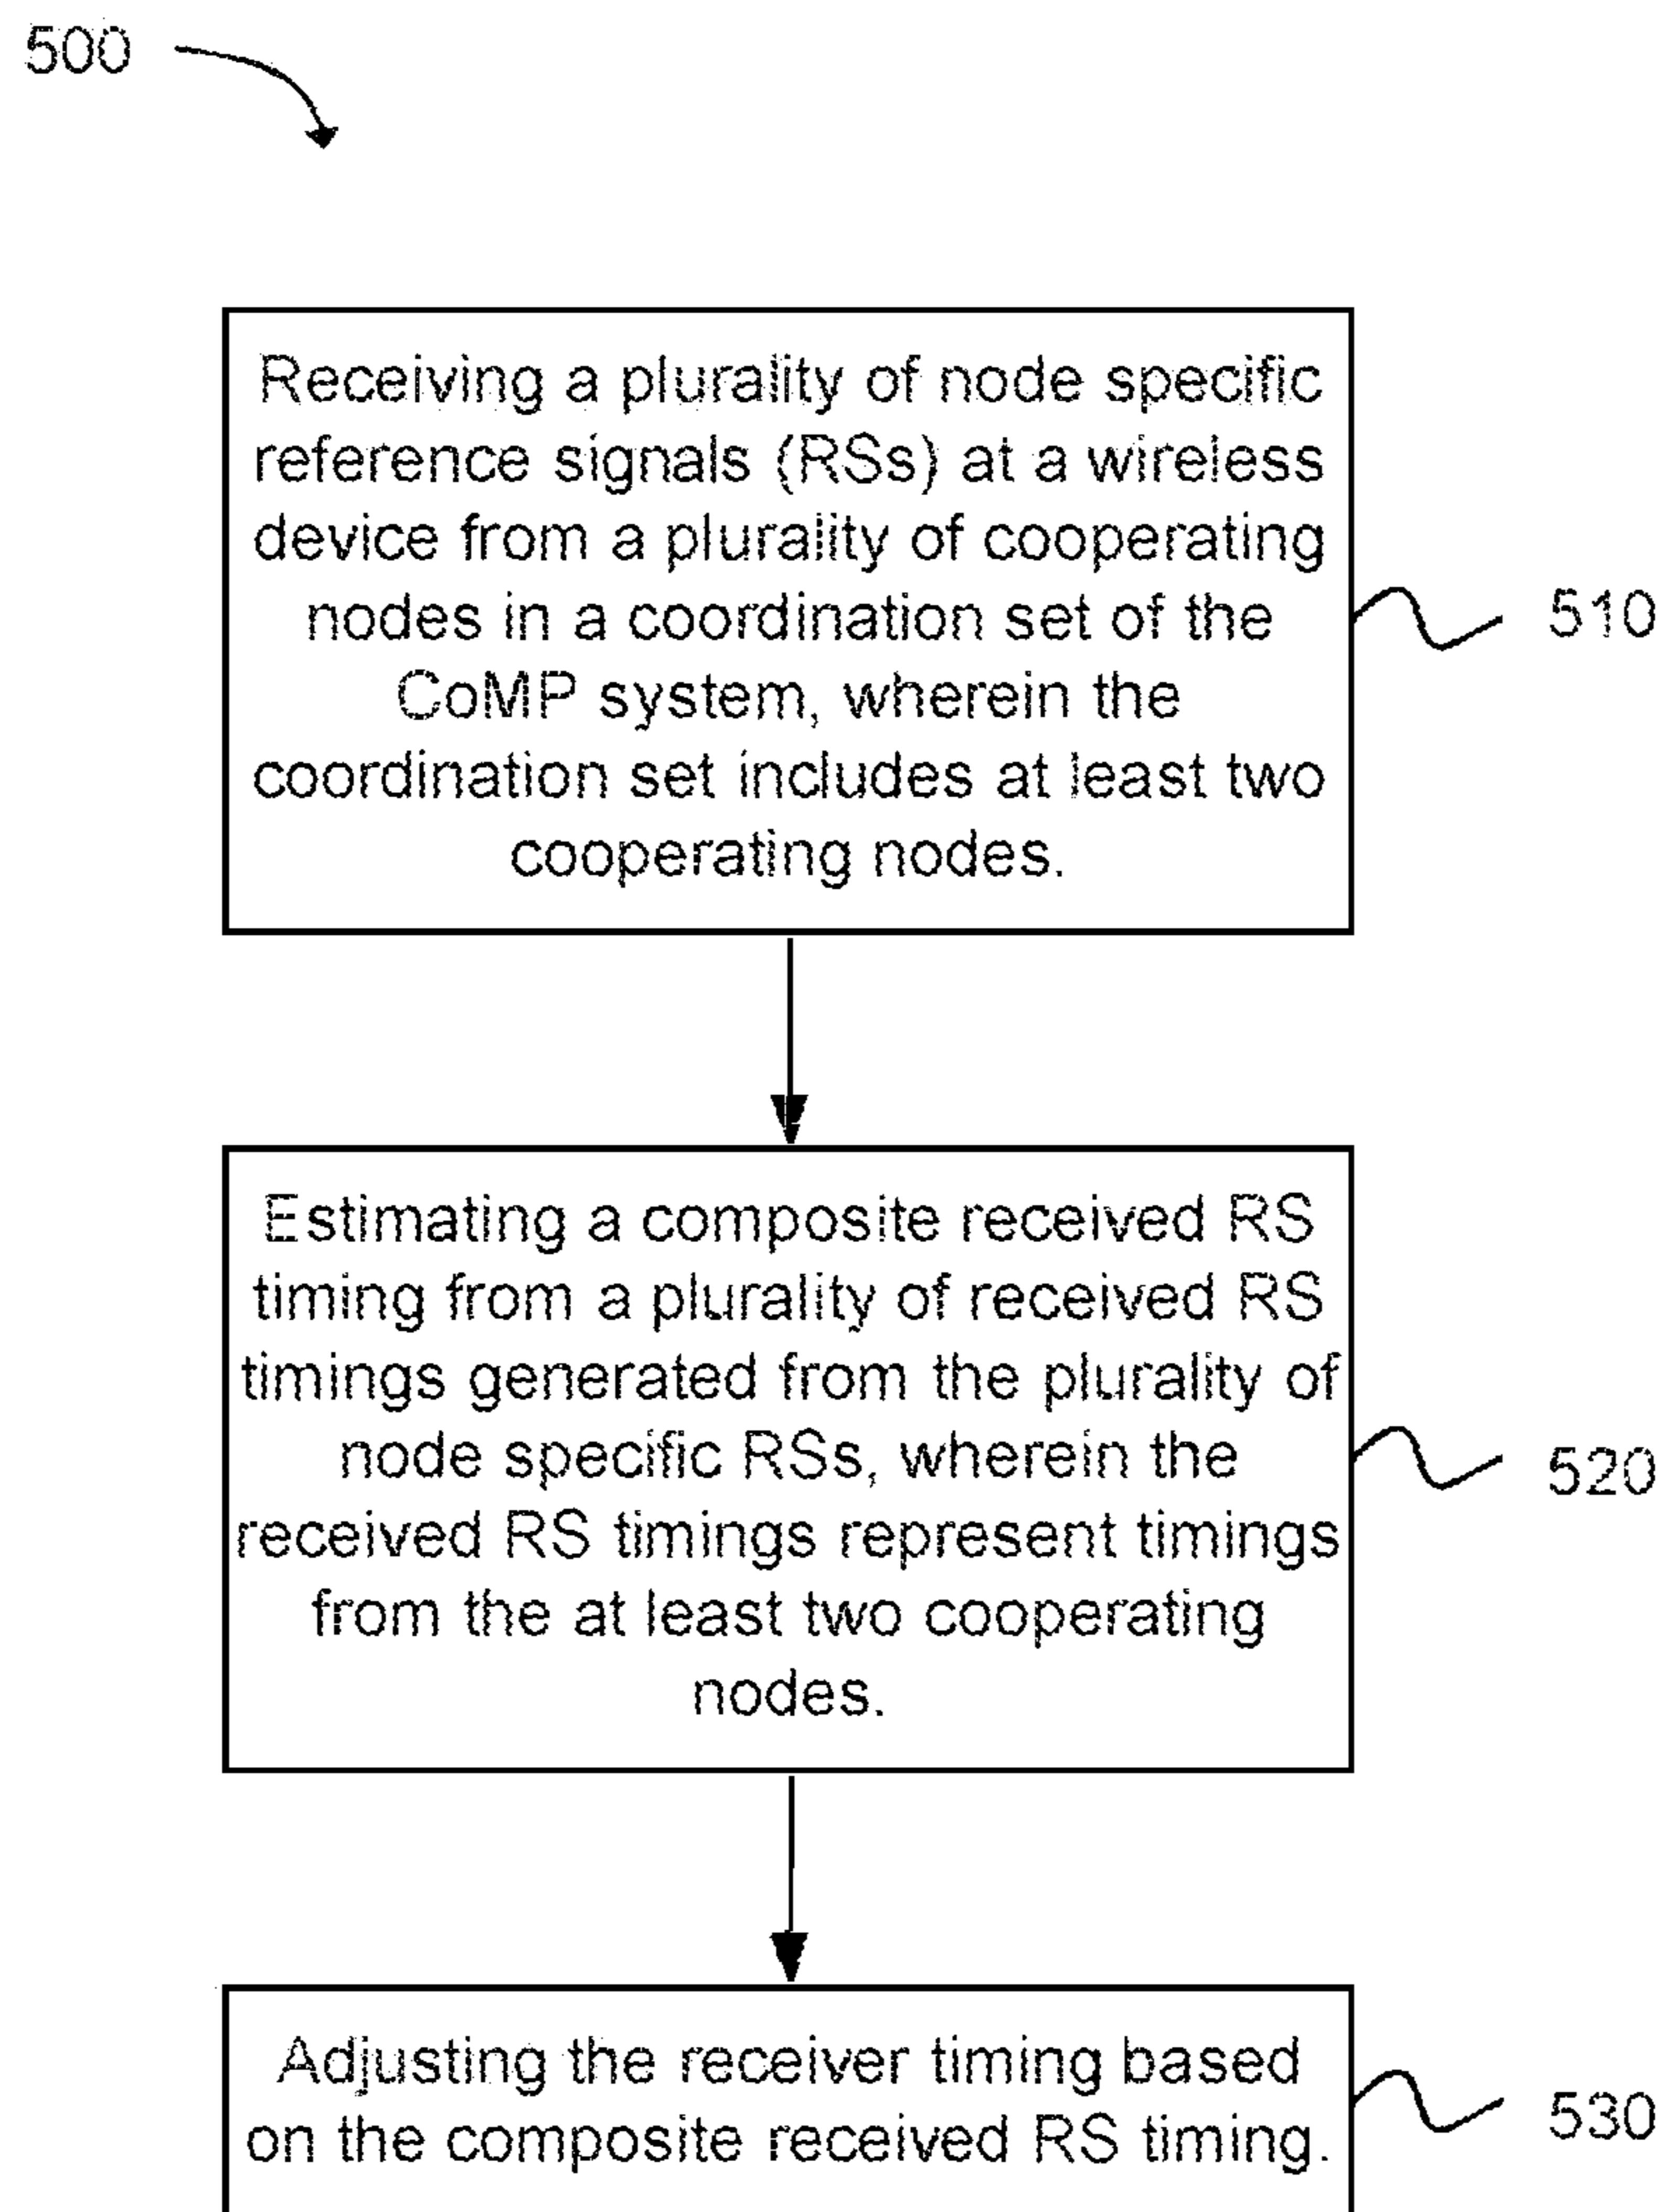 500
Receiving a plurality of node specific
reference signals (RSs) at a wireless
device from a plurality of cooperating
nodes in a coordination set of the
CoMP system, wherein the
coordination set includes at least two
cooperating nodes.
510
Estimating a composite received RS
timing from a plurality of received RS
timings generated from the plurality of
node specific RSs, wherein the
received RS timings represent timings
from the at least two cooperating
nodes.
520
Adjusting the receiver timing based
on the composite received RS timing.
530